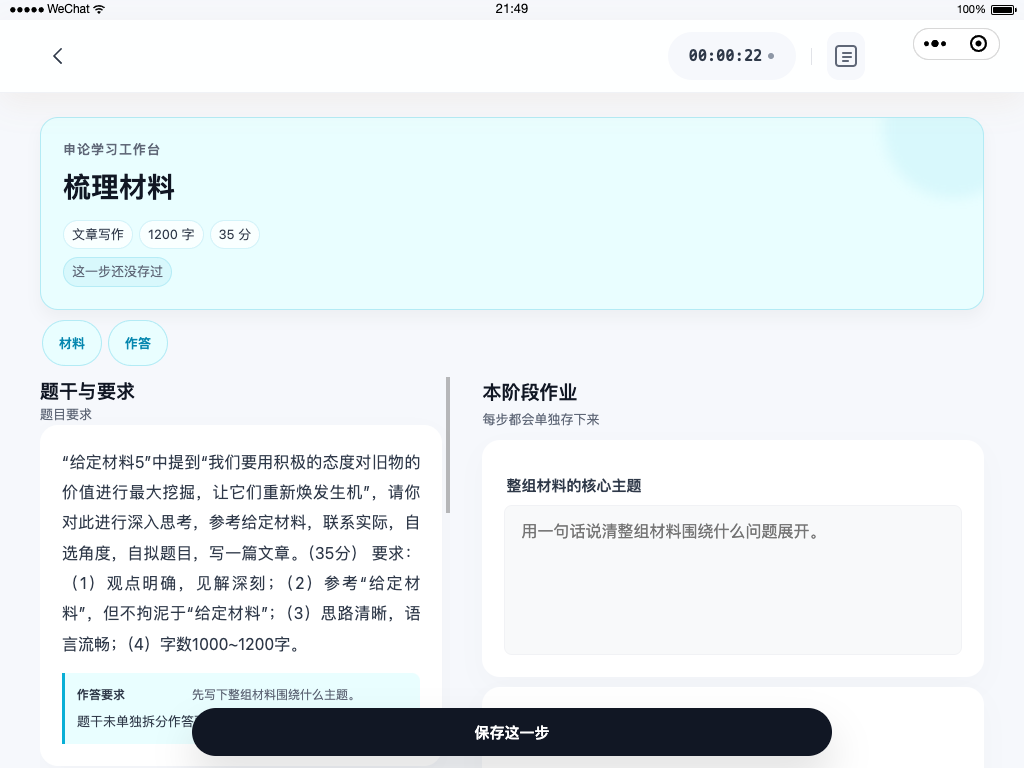 WeChat
21:49
100%
00:00:22
申论学习工作台
梳理材料
文章写作
1200 字
35 分
这一步还没存过
材料
作答
题干与要求
题目要求
“给定材料5”中提到“我们要用积极的态度对旧物的
价值进行最大挖掘，让它们重新焕发生机”，请你
对此进行深入思考，参考给定材料，联系实际，自
选角度，自拟题目，写一篇文章。（35分） 要求：
（1）观点明确，见解深刻；（2）参考“给定材
料”，但不拘泥于“给定材料”；（3）思路清晰，语
言流畅；（4）字数1000~1200字。
作答要求
先写下整组材料围绕什么主题。
题干未单独拆分作答
本阶段作业
每步都会单独存下来
整组材料的核心主题
用一句话说清整组材料围绕什么问题展开。
保存这一步